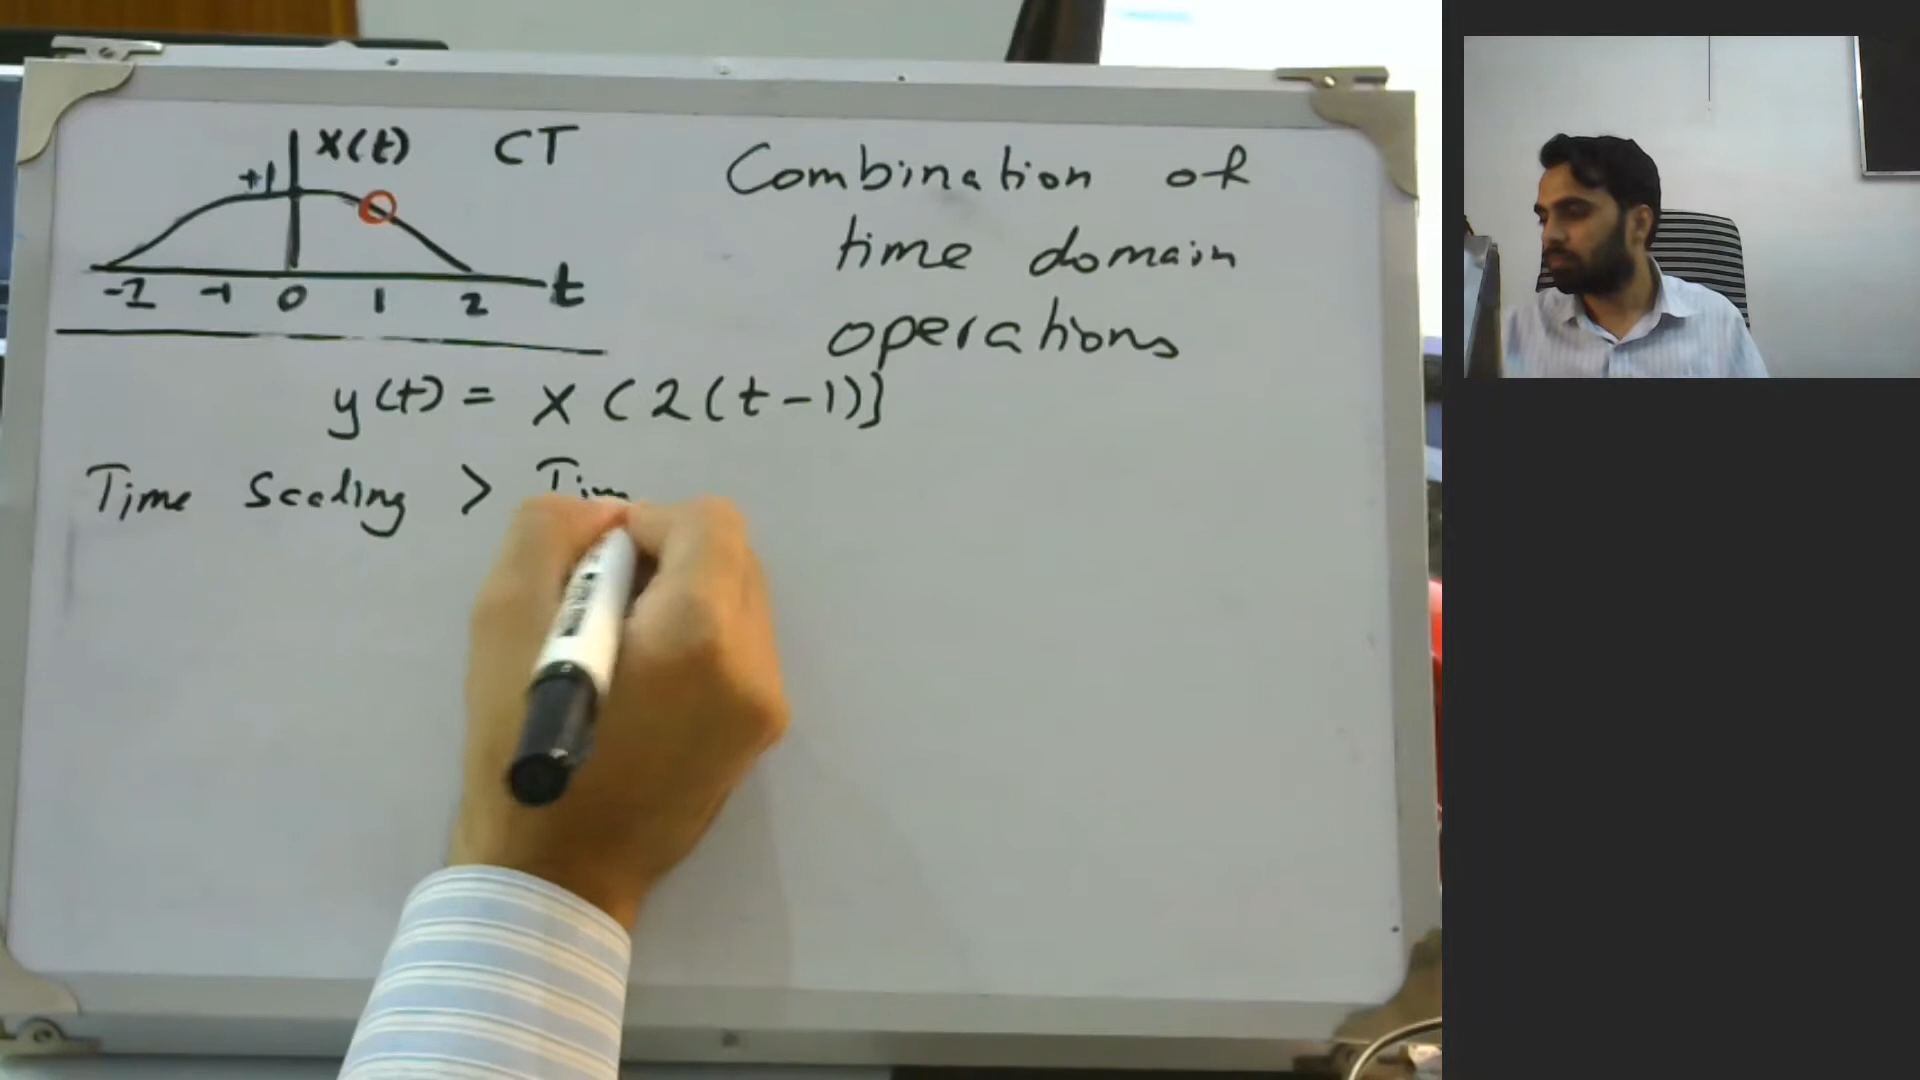 x(t) CT
+1
-2 -1 0 1 2 t
Combination of
time domain
operations
y(t) = x(2(t-1)]
Time Scaling > Tim